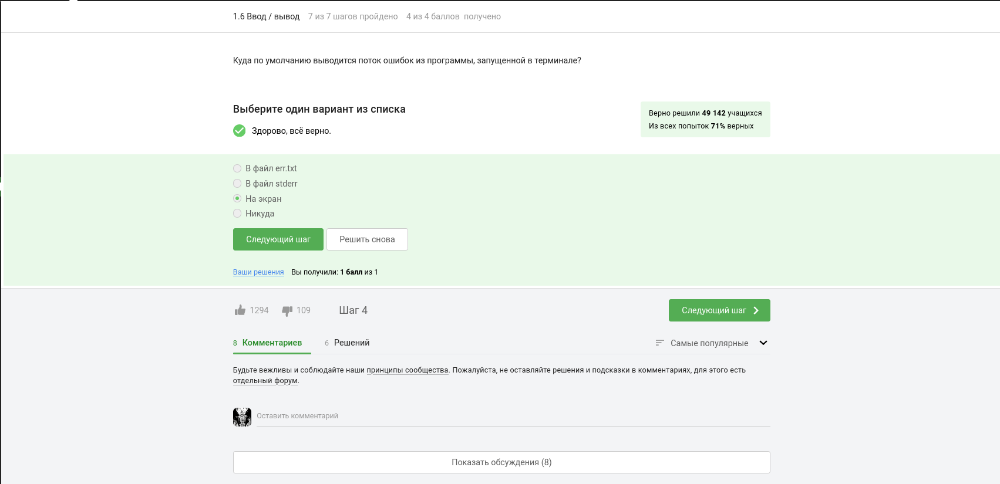 1.6 Ввод / вывод 7 из 7 шагов пройдено 4 из 4 баллов получено
Куда по умолчанию выводится поток ошибок из программы, запущенной в терминале?
Выберите один вариант из списка
Здорово, всё верно.
Верно решили 49 142 учащихся
Из всех попыток 71% верных
В файл err.txt
В файл stderr
На экран
Никуда
Следующий шаг Решить снова
Ваши решения Вы получили: 1 балл из 1
1294 109 Шаг 4 Следующий шаг
8 Комментариев 6 Решений Самые популярные
Будьте вежливы и соблюдайте наши принципы сообщества. Пожалуйста, не оставляйте решения и подсказки в комментариях, для этого есть
отдельный форум.
Оставить комментарий
Показать обсуждения (8)